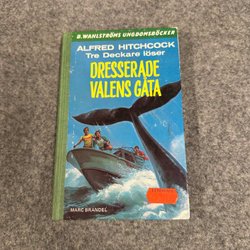 B. WAHLSTRÖMS UNGDOMSBÖCKER
ALFRED HITCHCOCK
Tre Deckare löser
DRESSERADE
VALENS GÅTA
MARC BRANDEL